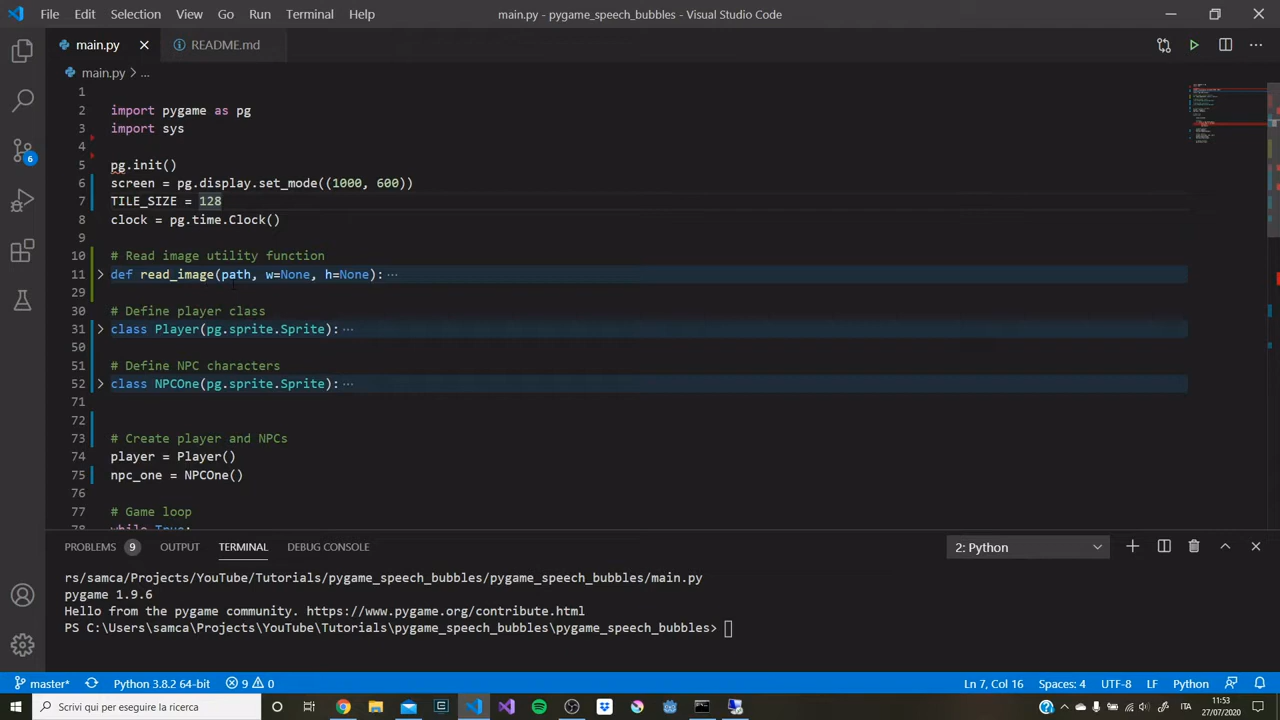 File Edit Selection View Go Run Terminal Help main.py - pygame_speech_bubbles - Visual Studio Code
main.py README.md
main.py > ...
1
2 import pygame as pg
3 import sys
4
5 pg.init()
6 screen = pg.display.set_mode((1000, 600))
7 TILE_SIZE = 128
8 clock = pg.time.Clock()
9
10 # Read image utility function
11 def read_image(path, w=None, h=None): ...
29
30 # Define player class
31 class Player(pg.sprite.Sprite): ...
50
51 # Define NPC characters
52 class NPCOne(pg.sprite.Sprite): ...
71
72
73 # Create player and NPCs
74 player = Player()
75 npc_one = NPCOne()
76
77 # Game loop
78 while True:
6
PROBLEMS 9 OUTPUT TERMINAL DEBUG CONSOLE 2: Python
rs/samca/Projects/YouTube/Tutorials/pygame_speech_bubbles/pygame_speech_bubbles/main.py
pygame 1.9.6
Hello from the pygame community. https://www.pygame.org/contribute.html
PS C:\Users\samca\Projects\YouTube\Tutorials\pygame_speech_bubbles\pygame_speech_bubbles>
master* Python 3.8.2 64-bit 9 0 Ln 7, Col 16 Spaces: 4 UTF-8 LF Python
Scrivi qui per eseguire la ricerca ITA 11:53
27/07/2020